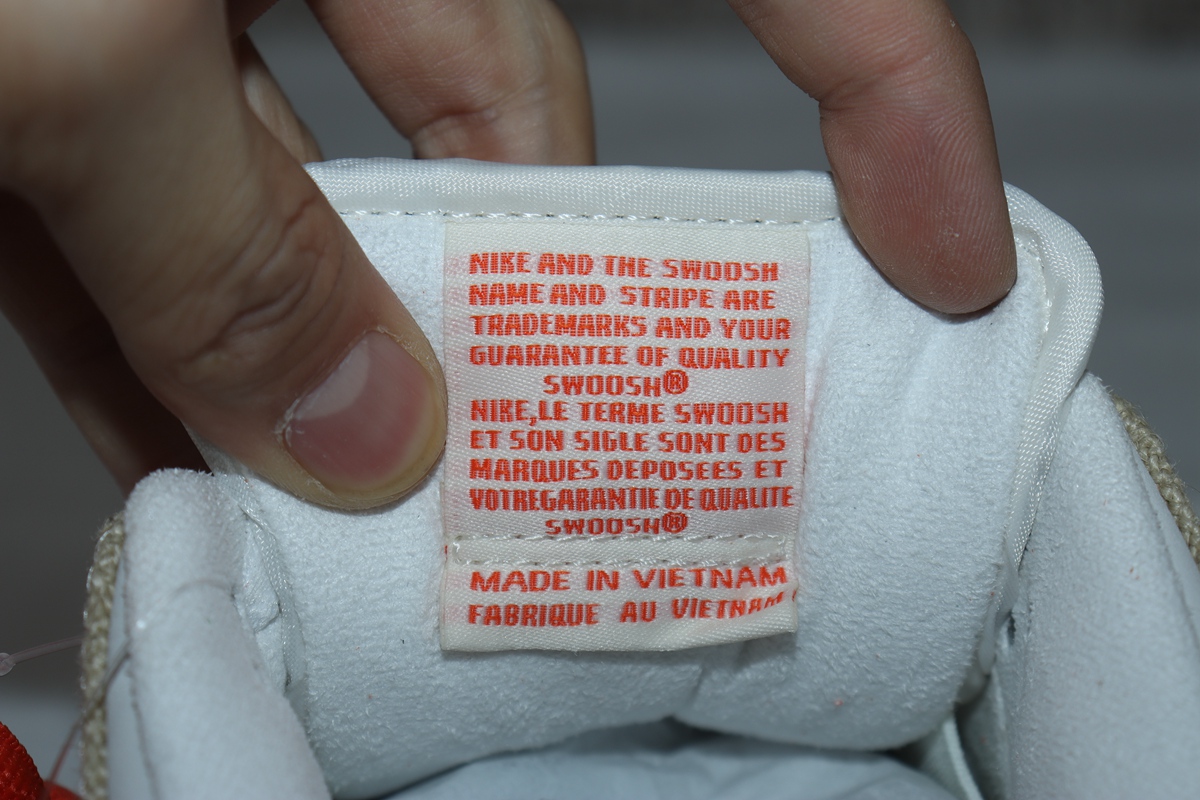 NIKE AND THE SWOOSH
NAME AND STRIPE ARE
TRADEMARKS AND YOUR
GUARANTEE OF QUALITY
SWOOSH®
NIKE,LE TERME SWOOSH
ET SON SIGLE SONT DES
MARQUES DEPOSEES ET
VOTREGARANTIE DE QUALITE
SWOOSH®
MADE IN VIETNAM
FABRIQUE AU VIETNAM